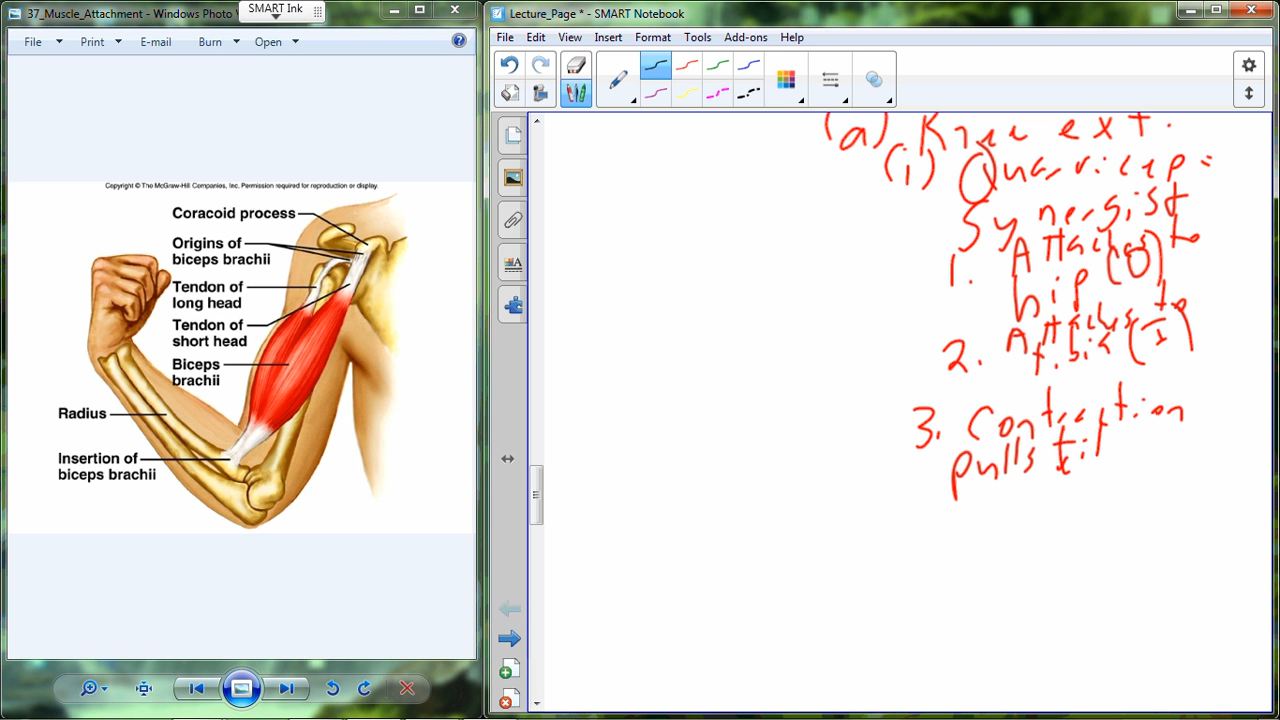 37_Muscle_Attachment - Windows Photo V
SMART Ink
File Print E-mail Burn Open
Copyright © The McGraw-Hill Companies, Inc. Permission required for reproduction or display.
Coracoid process
Origins of
biceps brachii
Tendon of
long head
Tendon of
short head
Biceps
brachii
Radius
Insertion of
biceps brachii
Lecture_Page * - SMART Notebook
File Edit View Insert Format Tools Add-ons Help
(a) Knee ext.
(i) Quadricep =
Synergist
1. Attaches to
hip (O)
2. Attaches to
tibia (I)
3. Contraction
pulls